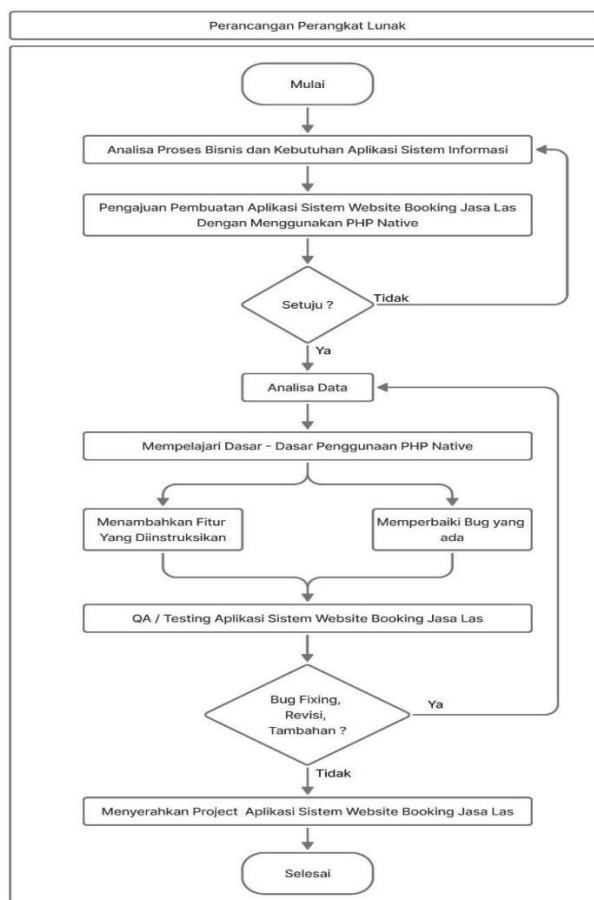 Perancangan Perangkat Lunak
Mulai
Analisa Proses Bisnis dan Kebutuhan Aplikasi Sistem Informasi
Pengajuan Pembuatan Aplikasi Sistem Website Booking Jasa Las
Dengan Menggunakan PHP Native
Setuju ?
Tidak
Ya
Analisa Data
Mempelajari Dasar - Dasar Penggunaan PHP Native
Menambahkan Fitur
Yang Diinstruksikan
Memperbaiki Bug yang
ada
QA / Testing Aplikasi Sistem Website Booking Jasa Las
Bug Fixing,
Revisi,
Tambahan ?
Ya
Tidak
Menyerahkan Project Aplikasi Sistem Website Booking Jasa Las
Selesai